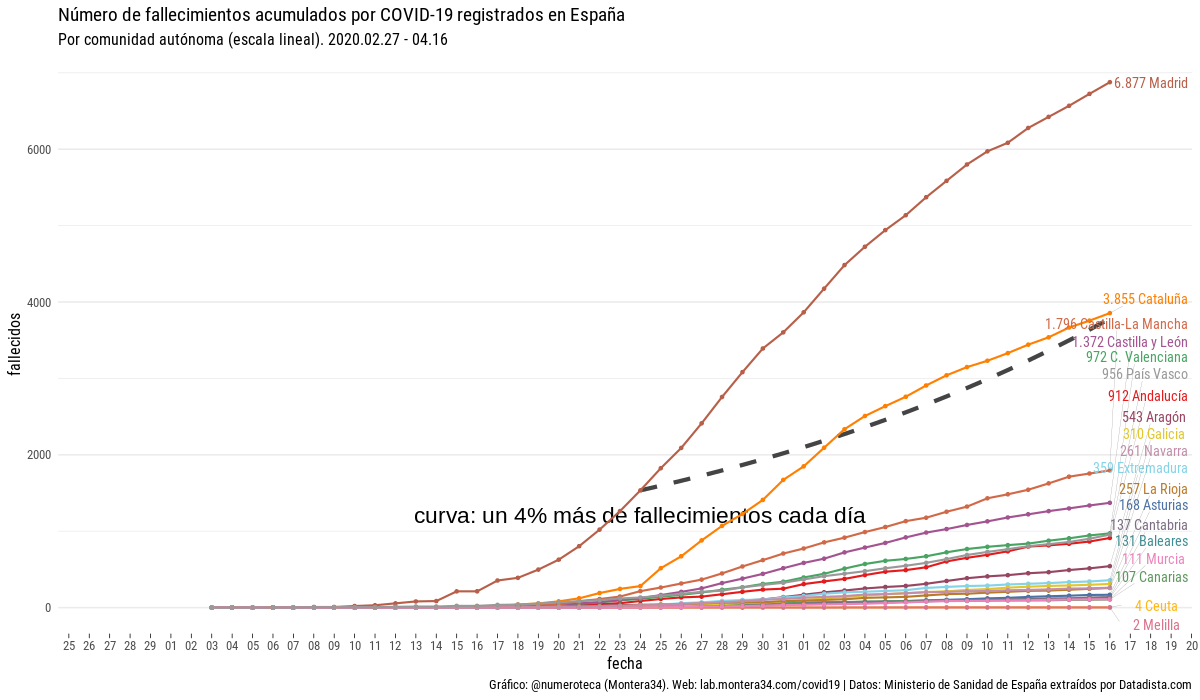 Número de fallecimientos acumulados por COVID-19 registrados en España
Por comunidad autónoma (escala lineal). 2020.02.27 - 04.16
6.877 Madrid
6000
fallecidos
4000
3.855 Cataluña
1.796 Castilla-La Mancha
1.372 Castilla y León
972 C. Valenciana
956 País Vasco
912 Andalucía
543 Aragón
310 Galicia
261 Navarra
2000
359 Extremadura
257 La Rioja
168 Asturias
curva: un 4% más de fallecimientos cada día
137 Cantabria
131 Baleares
111 Murcia
107 Canarias
0
4 Ceuta
2 Melilla
25 26 27 28 29 01 02 03 04 05 06 07 08 09 10 11 12 13 14 15 16 17 18 19 20 21 22 23 24 25 26 27 28 29 30 31 01 02 03 04 05 06 07 08 09 10 11 12 13 14 15 16 17 18 19 20
fecha
Gráfico: @numeroteca (Montera34). Web: lab.montera34.com/covid19 | Datos: Ministerio de Sanidad de España extraídos por Datadista.com